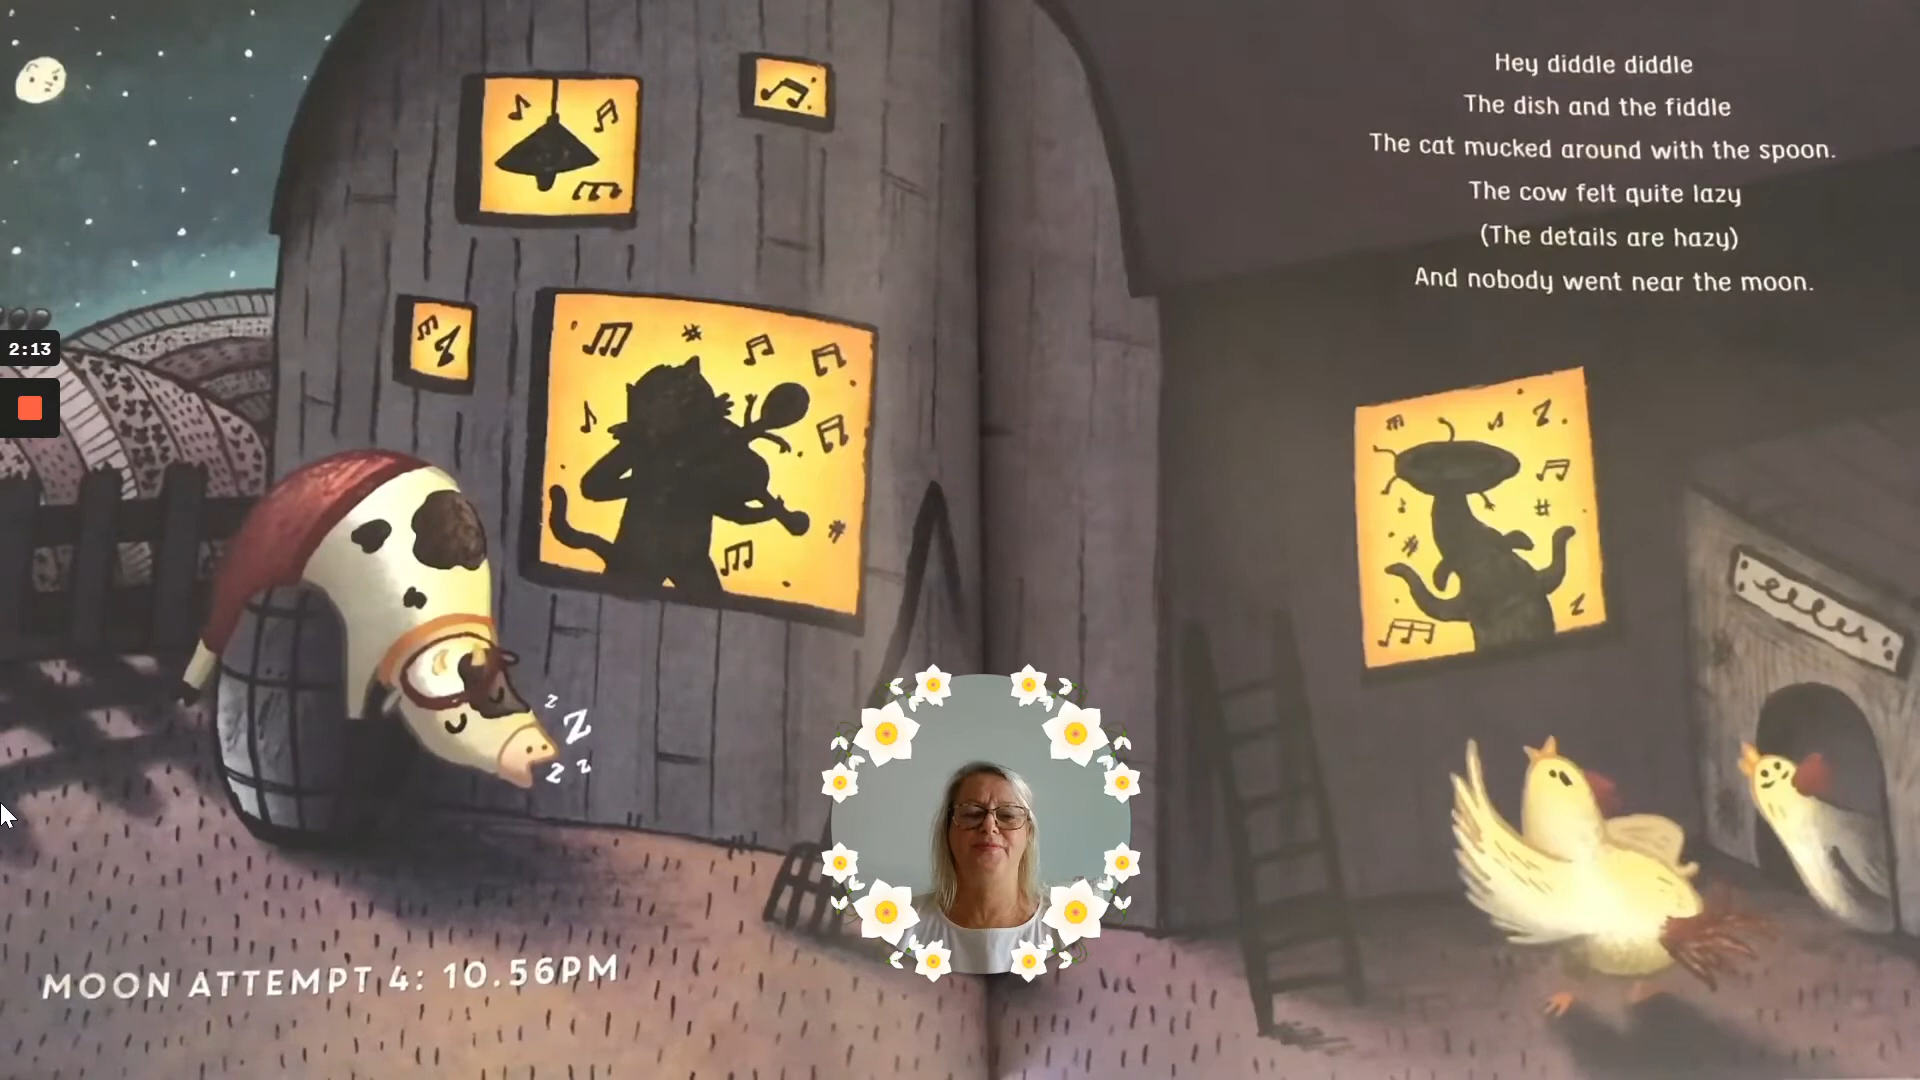 2:13
Hey diddle diddle
The dish and the fiddle
The cat mucked around with the spoon.
The cow felt quite lazy
(The details are hazy)
And nobody went near the moon.
z
Z
z z
MOON ATTEMPT 4: 10.56PM